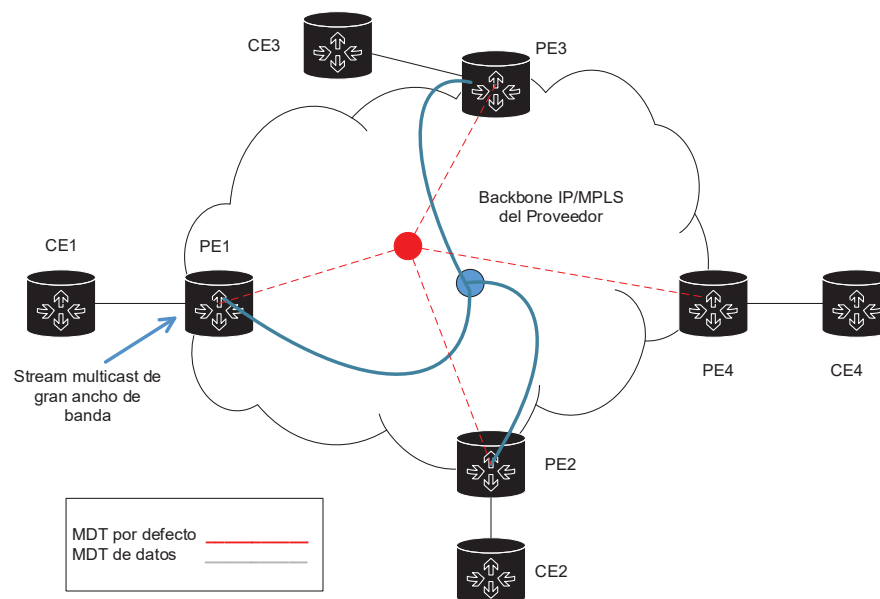 CE3
PE3
Backbone IP/MPLS
del Proveedor
CE1
PE1
Stream multicast de
gran ancho de
banda
PE4
CE4
PE2
MDT por defecto
MDT de datos
CE2